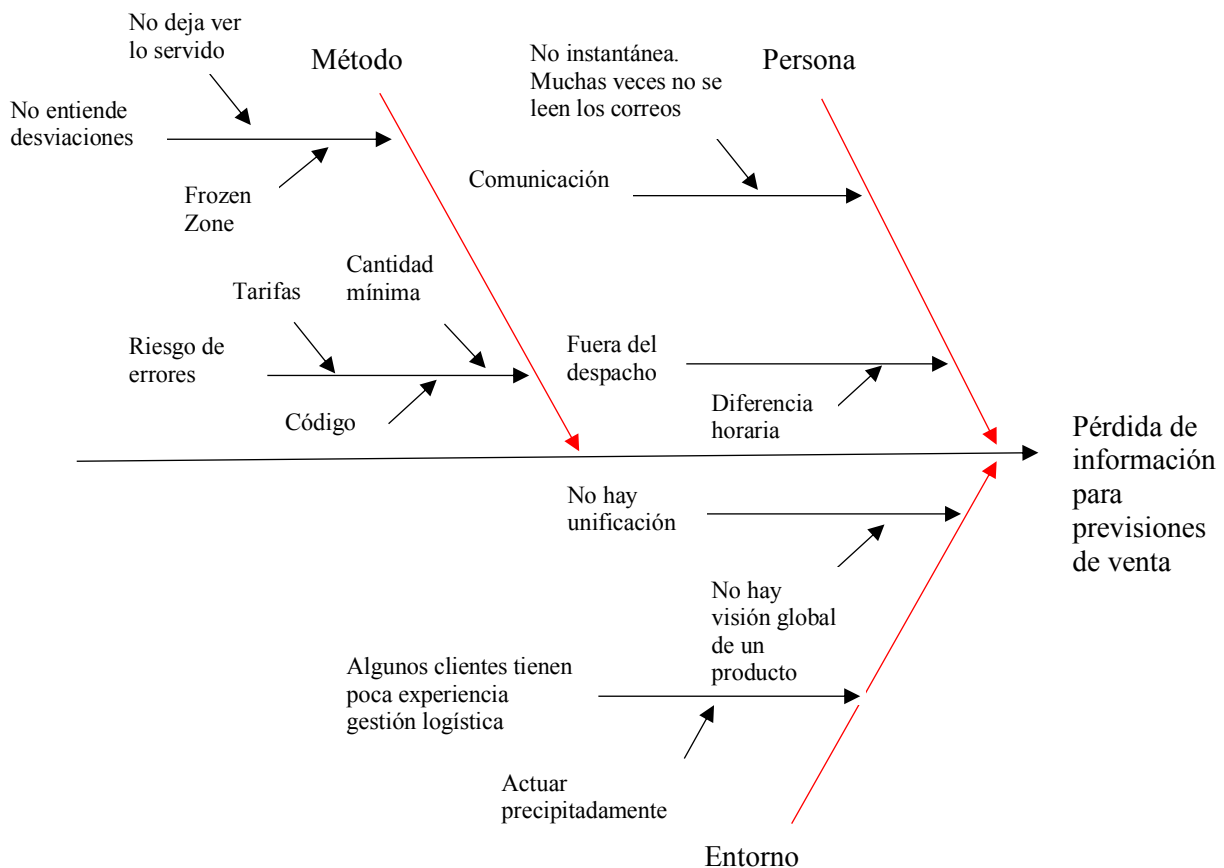 No deja ver
lo servido
Método
No instantánea.
Muchas veces no se
leen los correos
Persona
No entiende
desviaciones
Frozen
Zone
Comunicación
Cantidad
mínima
Tarifas
Riesgo de
errores
Código
Fuera del
despacho
Diferencia
horaria
Pérdida de
información
para
previsiones
de venta
No hay
unificación
No hay
visión global
de un
producto
Algunos clientes tienen
poca experiencia
gestión logística
Actuar
precipitadamente
Entorno